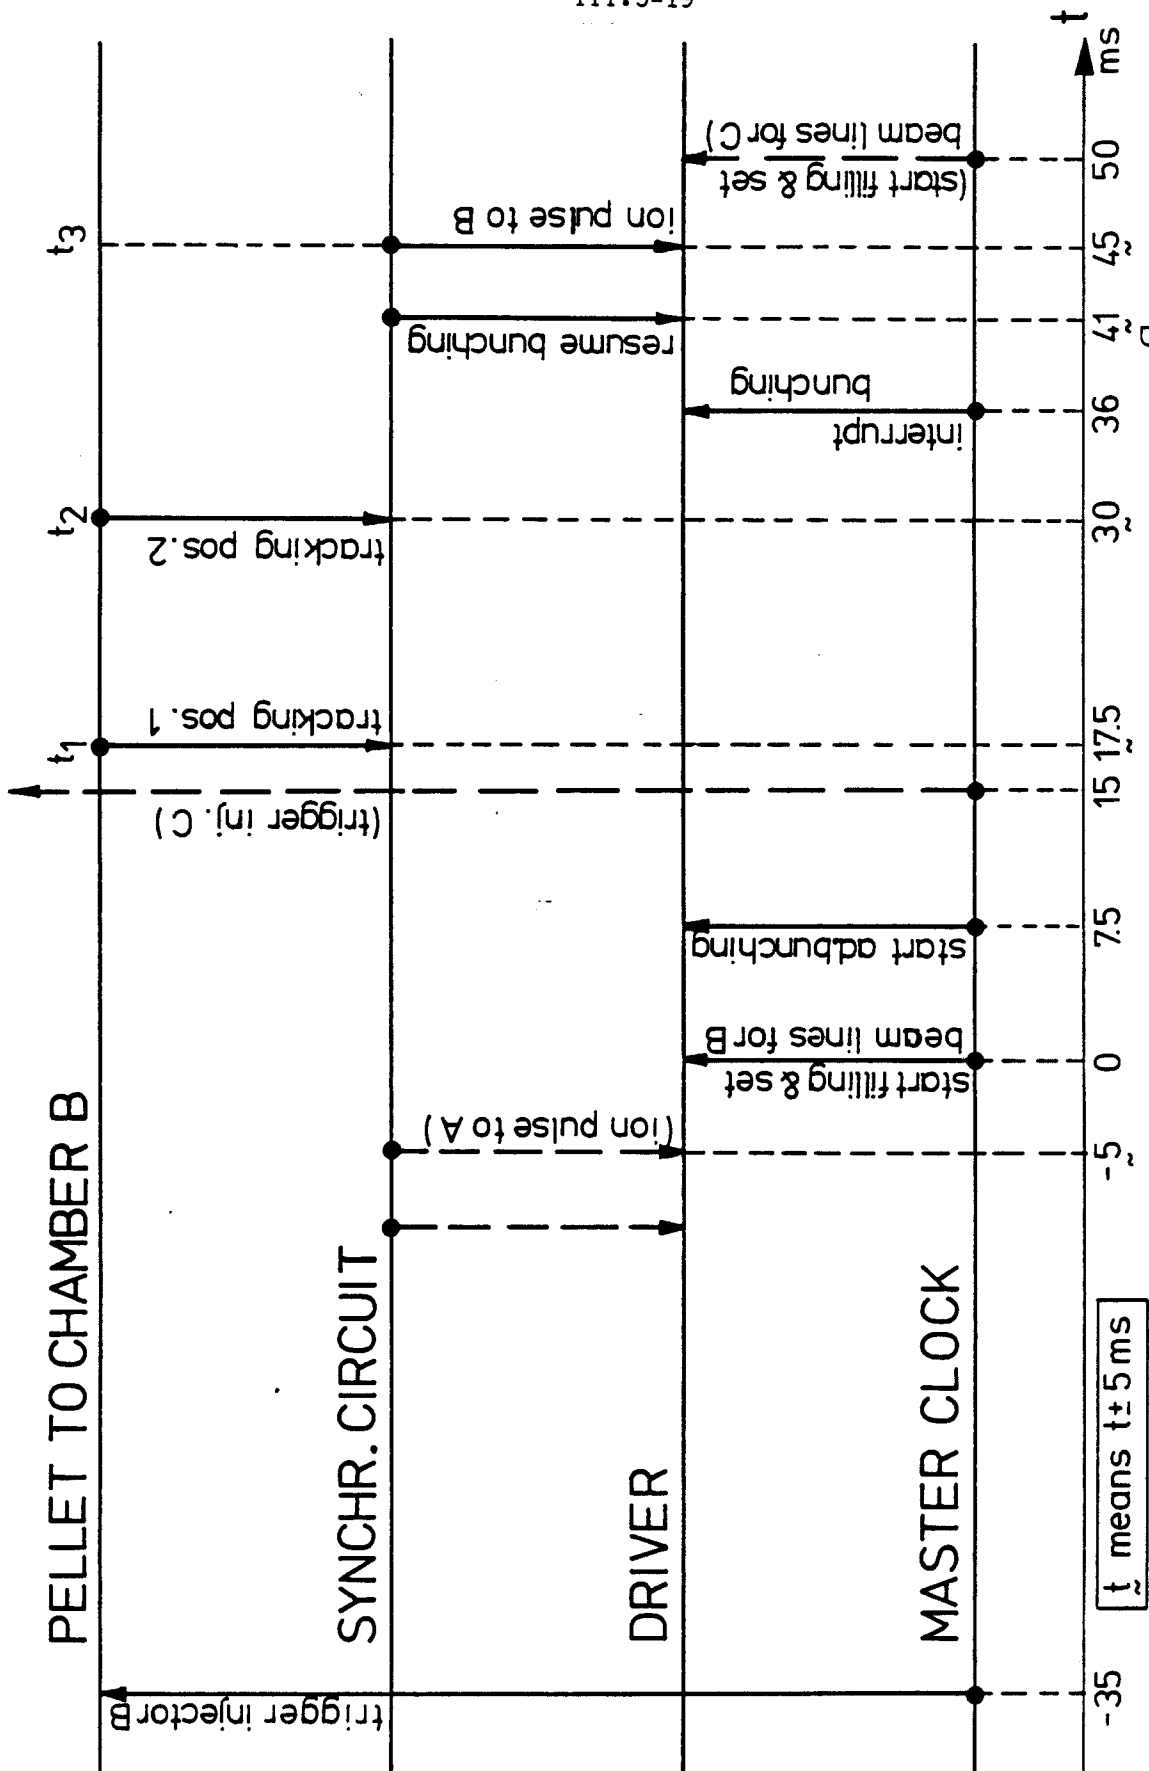 III.5-19
PELLET TO CHAMBER B
t1
t2
t3
trigger injector B
(trigger inj. C)
tracking pos. 1
tracking pos. 2
SYNCHR. CIRCUIT
(ion pulse to A)
resume bunching
ion pulse to B
DRIVER
start filling & set
beam lines for B
start ad.bunching
interrupt
bunching
(start filling & set
beam lines for C)
MASTER CLOCK
t
-35 -5 0 7.5 15 17.5 30 36 41 45 50 ms
~ ~ ~ ~ ~
t means t ± 5 ms
~